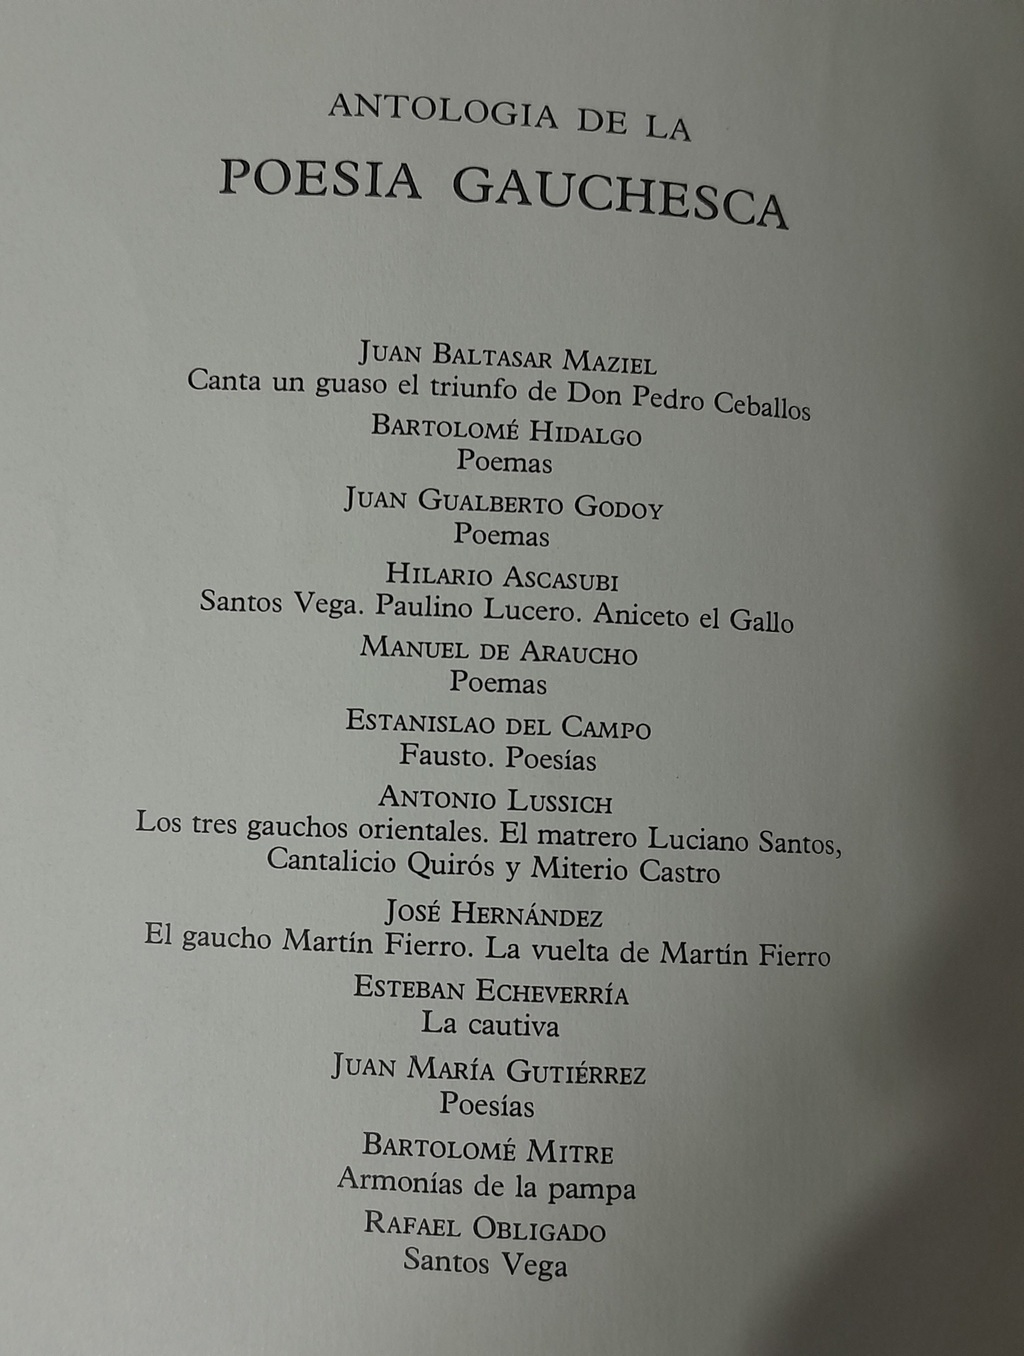 ANTOLOGIA DE LA
POESIA GAUCHESCA
JUAN BALTASAR MAZIEL
Canta un guaso el triunfo de Don Pedro Ceballos
BARTOLOMÉ HIDALGO
Poemas
JUAN GUALBERTO GODOY
Poemas
HILARIO ASCASUBI
Santos Vega. Paulino Lucero. Aniceto el Gallo
MANUEL DE ARAUCHO
Poemas
ESTANISLAO DEL CAMPO
Fausto. Poesías
ANTONIO LUSSICH
Los tres gauchos orientales. El matrero Luciano Santos,
Cantalicio Quirós y Miterio Castro
JOSÉ HERNÁNDEZ
El gaucho Martín Fierro. La vuelta de Martín Fierro
ESTEBAN ECHEVERRÍA
La cautiva
JUAN MARÍA GUTIÉRREZ
Poesías
BARTOLOMÉ MITRE
Armonías de la pampa
RAFAEL OBLIGADO
Santos Vega